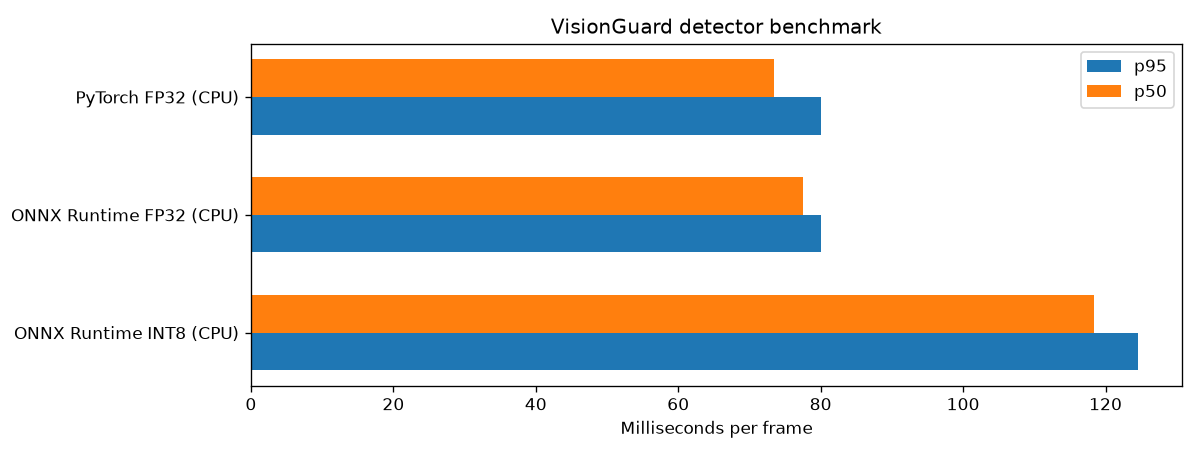 VisionGuard detector benchmark
p95
p50
PyTorch FP32 (CPU)
ONNX Runtime FP32 (CPU)
ONNX Runtime INT8 (CPU)
0 20 40 60 80 100 120
Milliseconds per frame